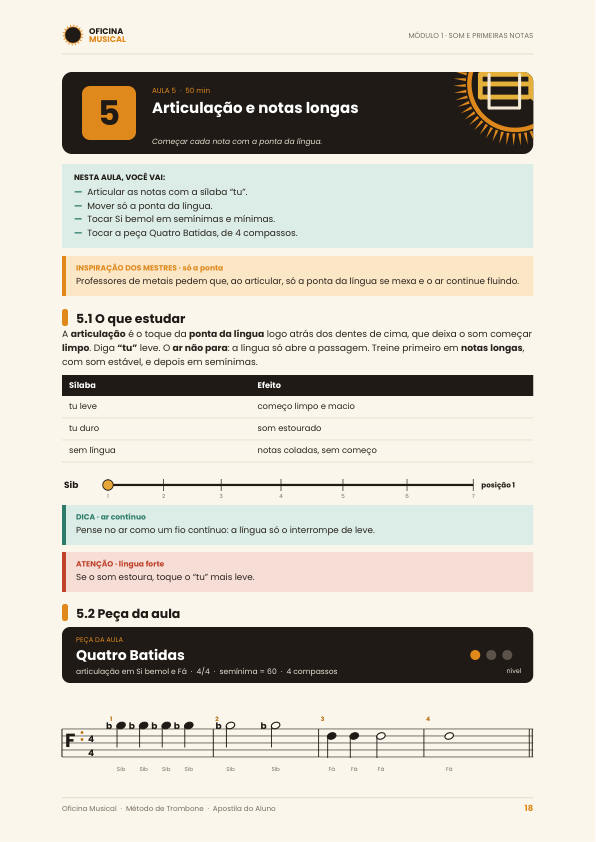 OFICINA
MUSICAL
MÓDULO 1 · SOM E PRIMEIRAS NOTAS
5
AULA 5 · 50 min
Articulação e notas longas
Começar cada nota com a ponta da língua.
NESTA AULA, VOCÊ VAI:
— Articular as notas com a sílaba “tu”.
— Mover só a ponta da língua.
— Tocar Si bemol em semínimas e mínimas.
— Tocar a peça Quatro Batidas, de 4 compassos.
INSPIRAÇÃO DOS MESTRES · só a ponta
Professores de metais pedem que, ao articular, só a ponta da língua se mexa e o ar continue fluindo.
5.1 O que estudar
A articulação é o toque da ponta da língua logo atrás dos dentes de cima, que deixa o som começar
limpo. Diga “tu” leve. O ar não para: a língua só abre a passagem. Treine primeiro em notas longas,
com som estável, e depois em semínimas.
Sílaba Efeito
tu leve começo limpo e macio
tu duro som estourado
sem língua notas coladas, sem começo
Sib posição 1
1 2 3 4 5 6 7
DICA · ar contínuo
Pense no ar como um fio contínuo: a língua só o interrompe de leve.
ATENÇÃO · língua forte
Se o som estoura, toque o “tu” mais leve.
5.2 Peça da aula
PEÇA DA AULA
Quatro Batidas
articulação em Si bemol e Fá · 4/4 · semínima = 60 · 4 compassos
nível
1 2 3 4
b b b b b b
F 4
4
Sib Sib Sib Sib Sib Sib Fá Fá Fá Fá
Oficina Musical · Método de Trombone · Apostila do Aluno
18